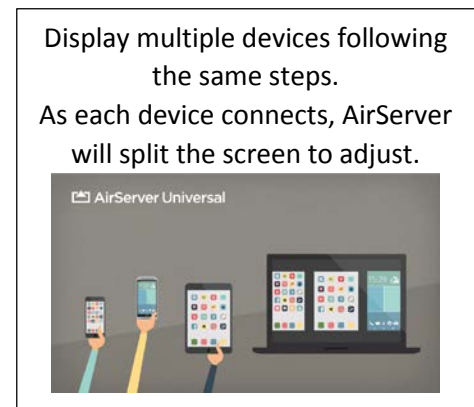 Display multiple devices following
the same steps.
As each device connects, AirServer
will split the screen to adjust.
AirServer Universal